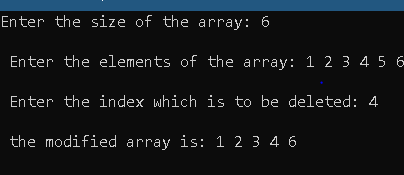 Enter the size of the array: 6
Enter the elements of the array: 1 2 3 4 5 6
Enter the index which is to be deleted: 4
the modified array is: 1 2 3 4 6